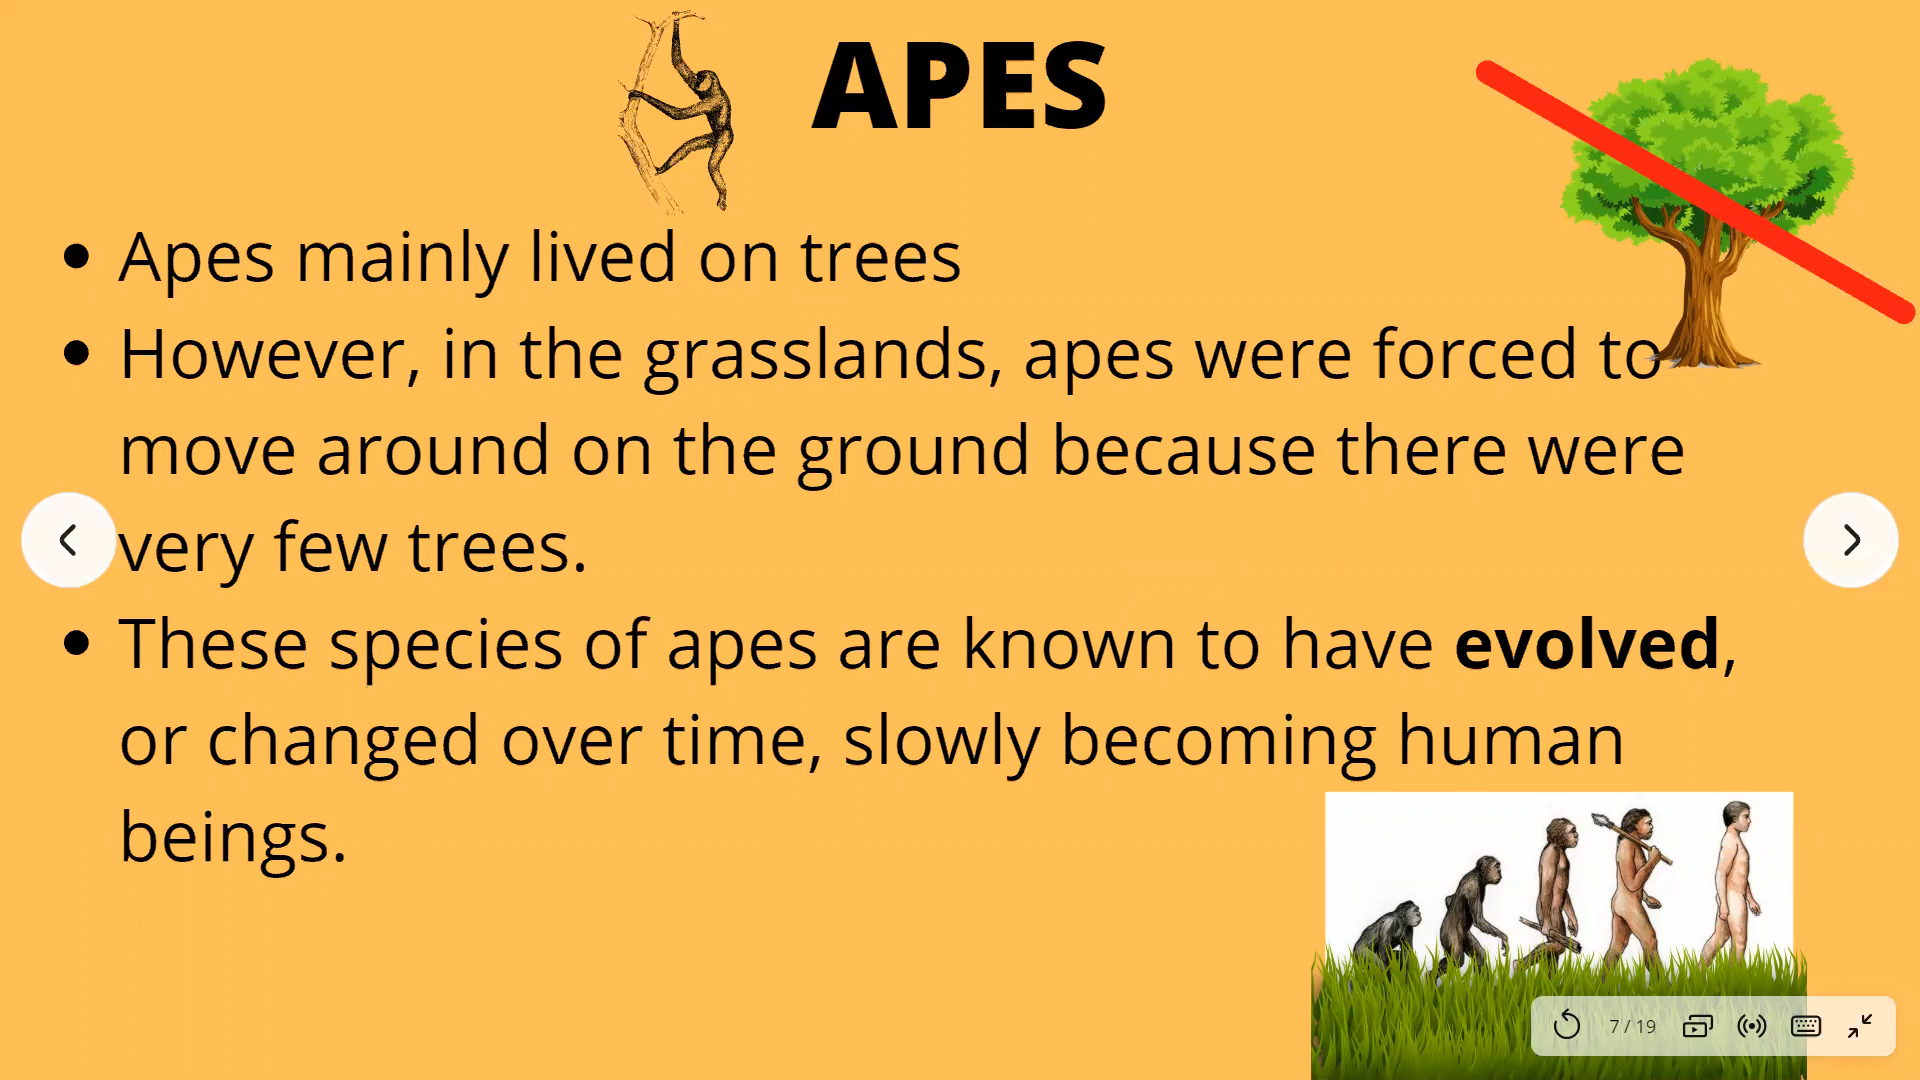 APES
• Apes mainly lived on trees
• However, in the grasslands, apes were forced to
move around on the ground because there were
very few trees.
• These species of apes are known to have evolved,
or changed over time, slowly becoming human
beings.
7 / 19